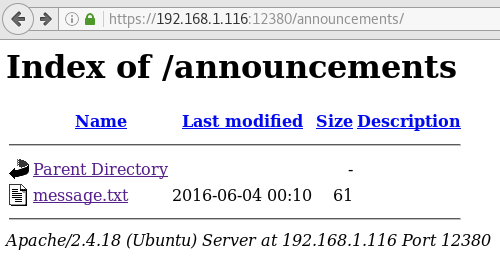 https://192.168.1.116:12380/announcements/
Index of /announcements
Name Last modified Size Description
Parent Directory -
message.txt 2016-06-04 00:10 61
Apache/2.4.18 (Ubuntu) Server at 192.168.1.116 Port 12380